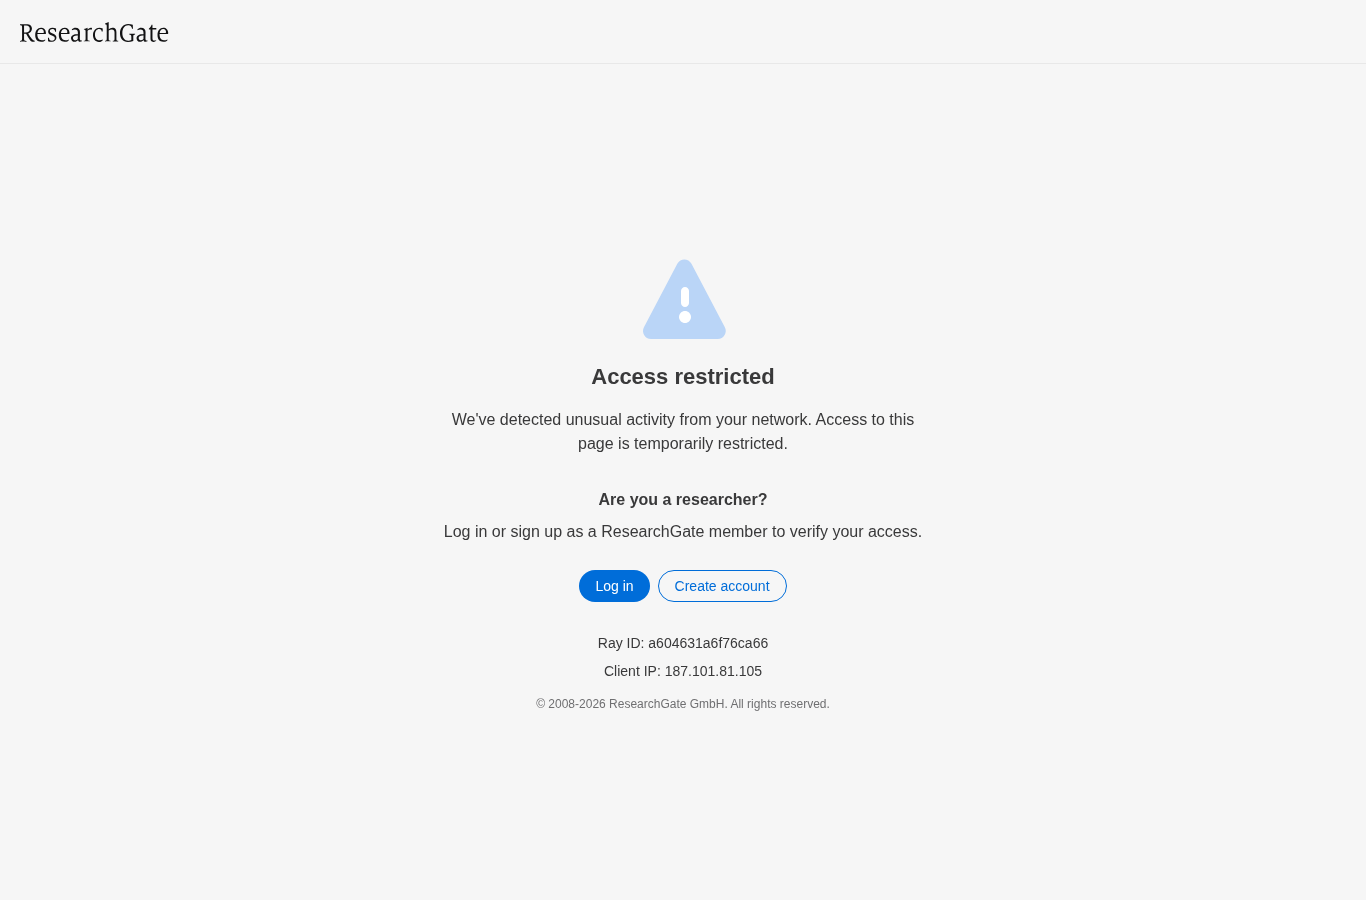 ResearchGate
Access restricted
We've detected unusual activity from your network. Access to this
page is temporarily restricted.
Are you a researcher?
Log in or sign up as a ResearchGate member to verify your access.
Log in
Create account
Ray ID: a604631a6f76ca66
Client IP: 187.101.81.105
© 2008-2026 ResearchGate GmbH. All rights reserved.